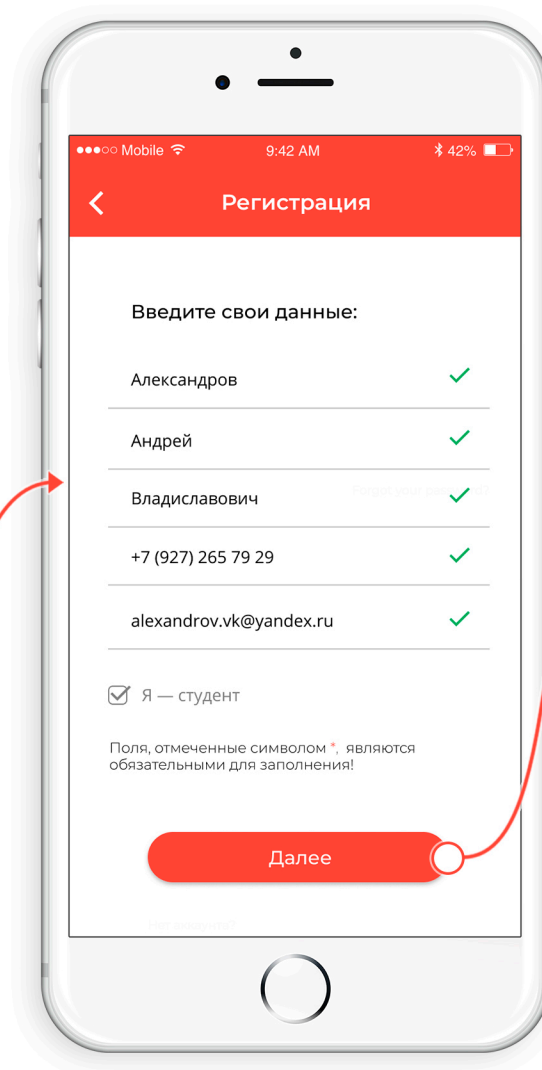 Mobile 9:42 AM 42%
Регистрация
Введите свои данные:
Александров
Андрей
Владиславович
+7 (927) 265 79 29
alexandrov.vk@yandex.ru
Я — студент
Поля, отмеченные символом *, являются
обязательными для заполнения!
Далее